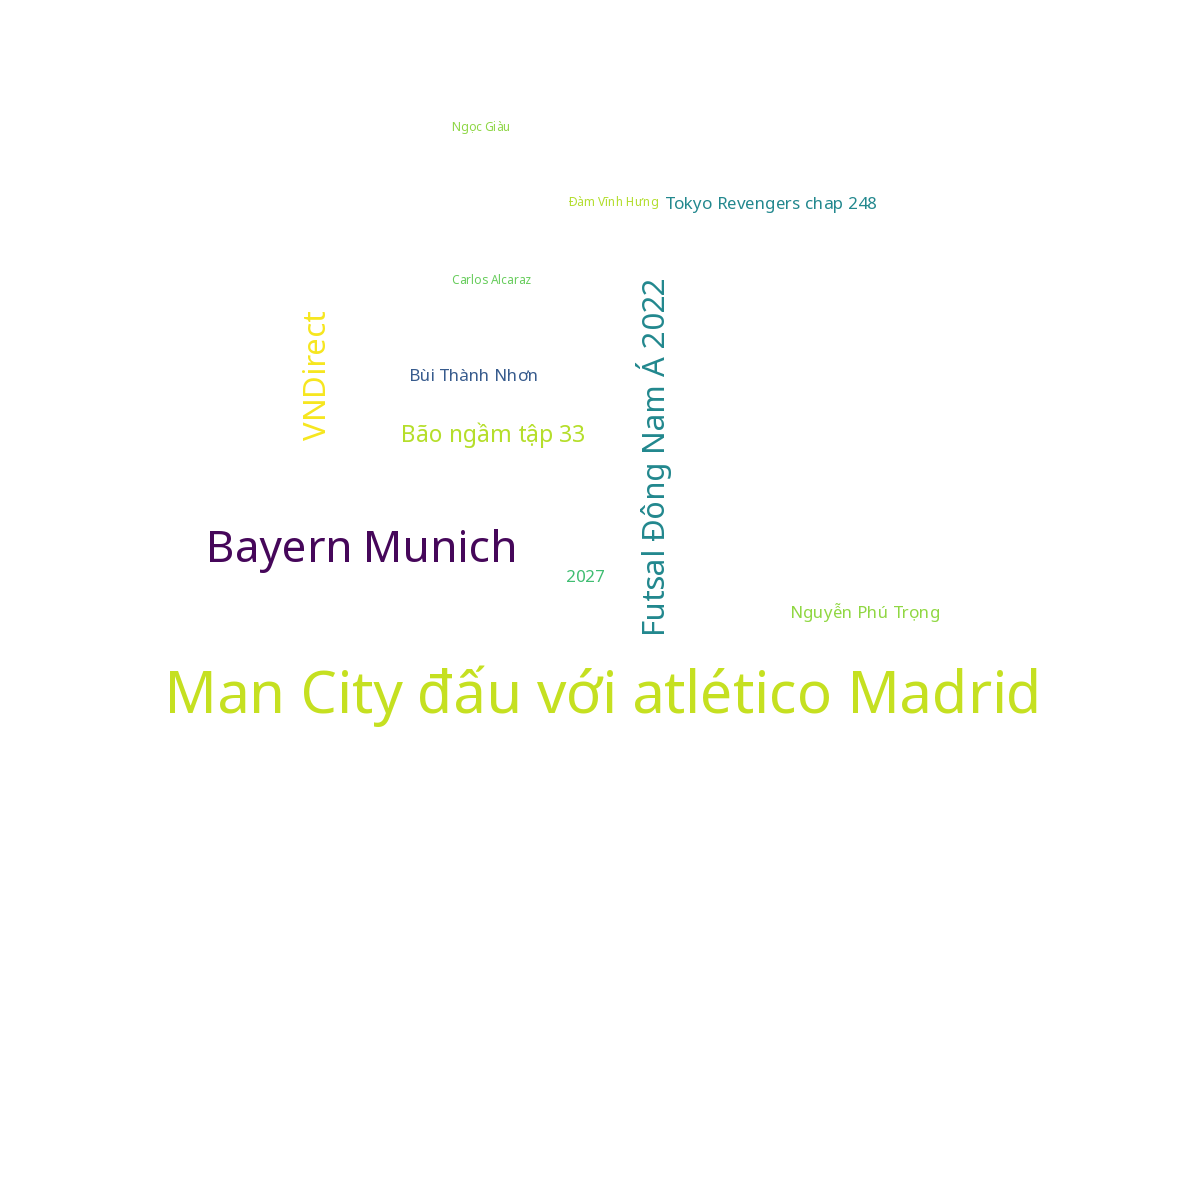 Ngọc Giàu
Đàm Vĩnh Hưng
Tokyo Revengers chap 248
Carlos Alcaraz
Futsal Đông Nam Á 2022
VNDirect
Bùi Thành Nhơn
Bão ngầm tập 33
Bayern Munich
2027
Nguyễn Phú Trọng
Man City đấu với atlético Madrid